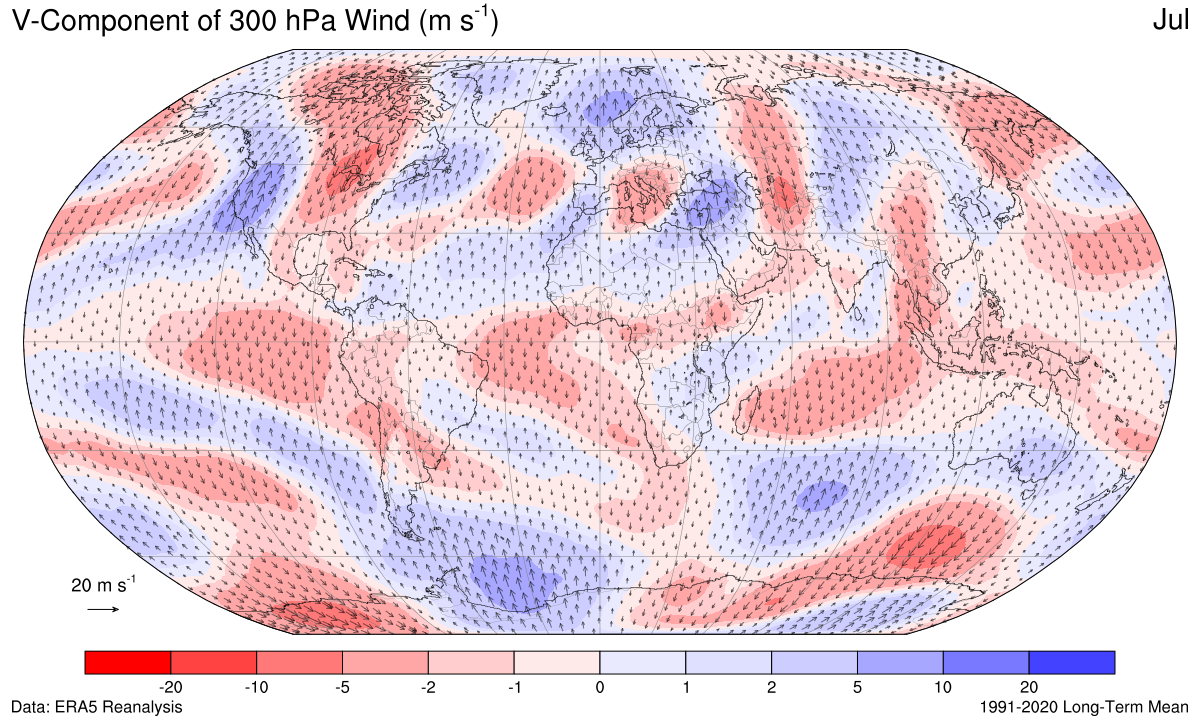 V-Component of 300 hPa Wind (m s-1)
Jul
20 m s-1
-20 -10 -5 -2 -1 0 1 2 5 10 20
Data: ERA5 Reanalysis
1991-2020 Long-Term Mean